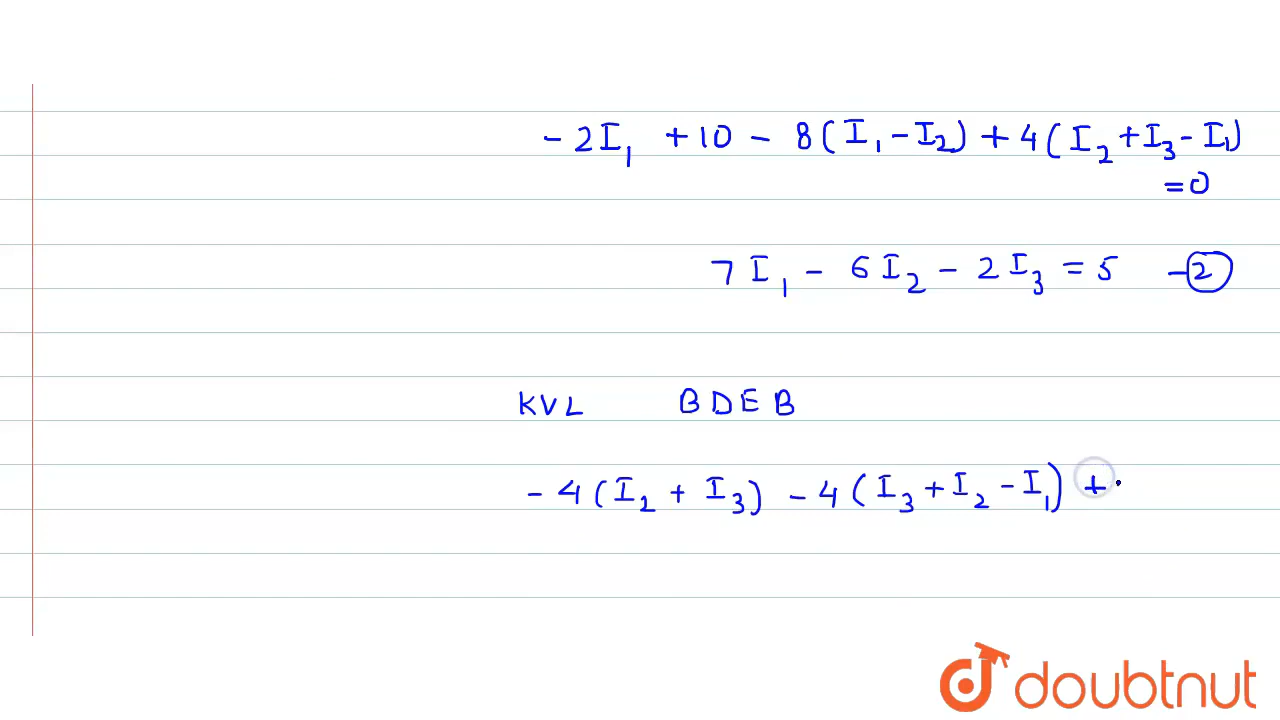 - 2I₁ + 10 - 8(I₁ - I₂) + 4(I₂ + I₃ - I₁)
= 0
7I₁ - 6I₂ - 2I₃ = 5 - 2
KVL BDEB
- 4(I₂ + I₃) - 4(I₃ + I₂ - I₁) +
doubtnut